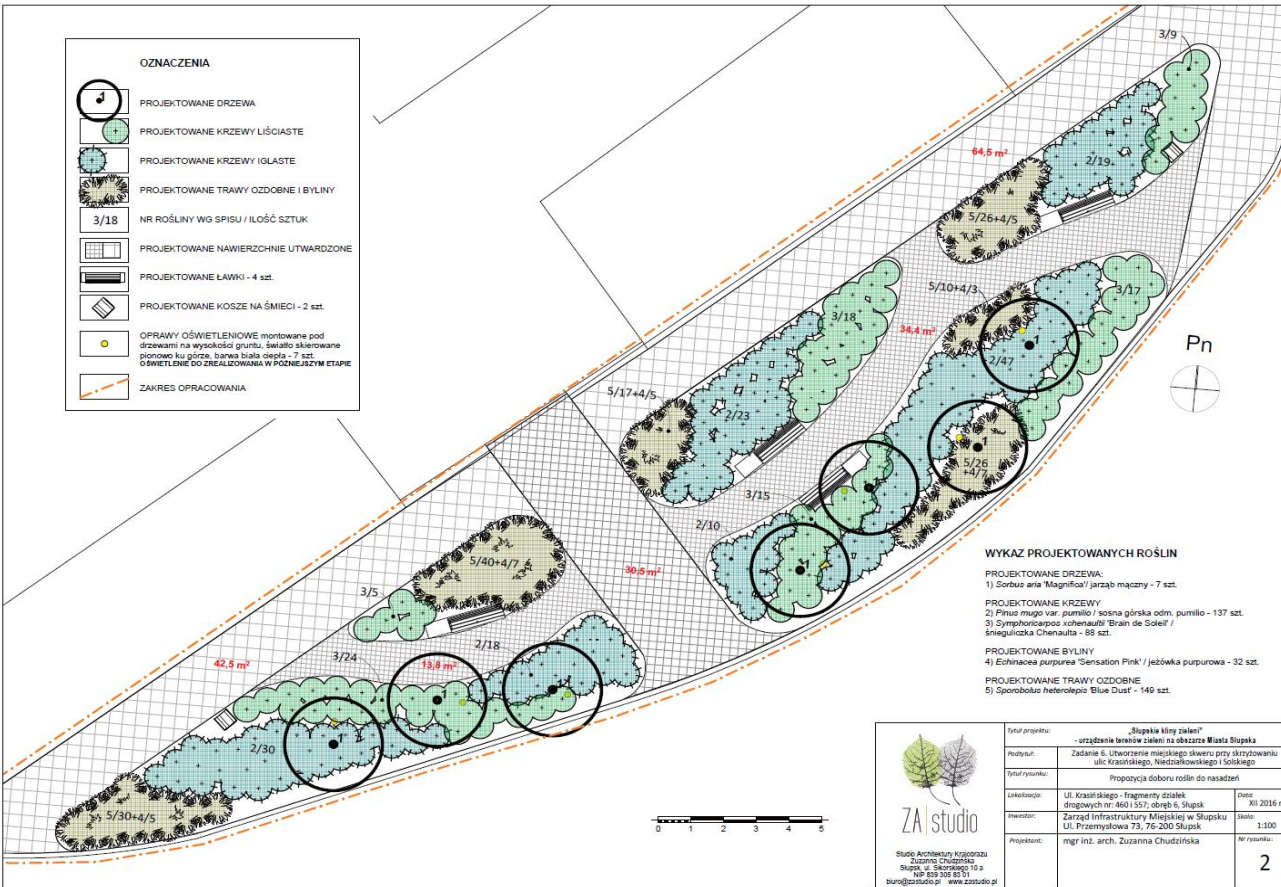 OZNACZENIA
1
PROJEKTOWANE DRZEWA
PROJEKTOWANE KRZEWY LIŚCIASTE
PROJEKTOWANE KRZEWY IGLASTE
PROJEKTOWANE TRAWY OZDOBNE I BYLINY
3/18 NR ROŚLINY WG SPISU / ILOŚĆ SZTUK
PROJEKTOWANE NAWIERZCHNIE UTWARDZONE
PROJEKTOWANE ŁAWKI - 4 szt.
PROJEKTOWANE KOSZE NA ŚMIECI - 2 szt.
OPRAWY OŚWIETLENIOWE montowane pod
drzewami na wysokości gruntu, światło skierowane
pionowo ku górze, barwa biała ciepła - 7 szt.
OŚWIETLENIE DO ZREALIZOWANIA W PÓŹNIEJSZYM ETAPIE
ZAKRES OPRACOWANIA
3/9
64,5 m²
2/19
5/26+4/5
5/10+4/3
3/17
3/18
34,4 m²
1
2/47
Pn
5/17+4/5
2/23
1
5/26
+4/7
3/15
1
2/10
1
5/40+4/7
30,5 m²
3/5
2/18
3/24
42,5 m²
13,8 m²
1
1
2/30
1
5/30+4/5
0 1 2 3 4 5
WYKAZ PROJEKTOWANYCH ROŚLIN
PROJEKTOWANE DRZEWA:
1) Sorbus aria 'Magnifica'/ jarząb mączny - 7 szt.
PROJEKTOWANE KRZEWY
2) Pinus mugo var. pumilio / sosna górska odm. pumilio - 137 szt.
3) Symphoricarpos xchenaultii 'Brain de Soleil' /
śnieguliczka Chenaulta - 88 szt.
PROJEKTOWANE BYLINY
4) Echinacea purpurea 'Sensation Pink' / jeżówka purpurowa - 32 szt.
PROJEKTOWANE TRAWY OZDOBNE
5) Sporobolus heterolepis 'Blue Dust' - 149 szt.
ZA studio
Studio Architektury Krajobrazu
Zuzanna Chudzińska
Słupsk, ul. Sikorskiego 10 a
NIP 839 305 83 01
biuro@zastudio.pl www.zastudio.pl
Tytuł projektu: „Słupskie kliny zieleni"
- urządzenie terenów zieleni na obszarze Miasta Słupska
Podtytuł: Zadanie 6. Utworzenie miejskiego skweru przy skrzyżowaniu
ulic Krasińskiego, Niedziałkowskiego i Solskiego
Tytuł rysunku: Propozycja doboru roślin do nasadzeń
Lokalizacja: Ul. Krasińskiego - fragmenty działek
drogowych nr: 460 i 557; obręb 6, Słupsk
Data:
XII 2016 r
Inwestor: Zarząd Infrastruktury Miejskiej w Słupsku
Ul. Przemysłowa 73, 76-200 Słupsk
Skala:
1:100
Projektant: mgr inż. arch. Zuzanna Chudzińska
Nr rysunku:
2